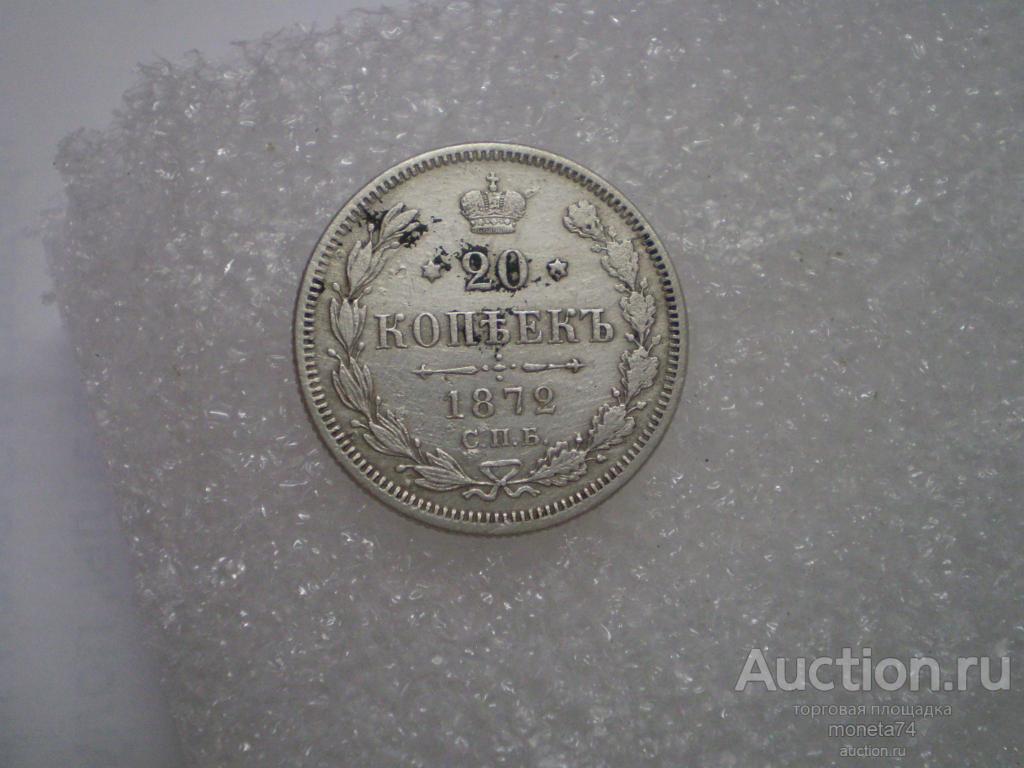 20
КОПѢЕКЪ
1872
С.П.Б.
Auction.ru
торговая площадка
moneta74
auction.ru